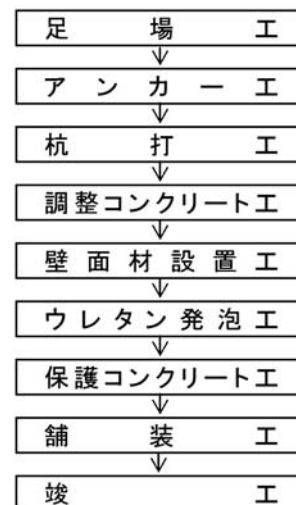 足場工
アンカー工
杭打工
調整コンクリート工
壁面材設置工
ウレタン発泡工
保護コンクリート工
舗装工
竣工